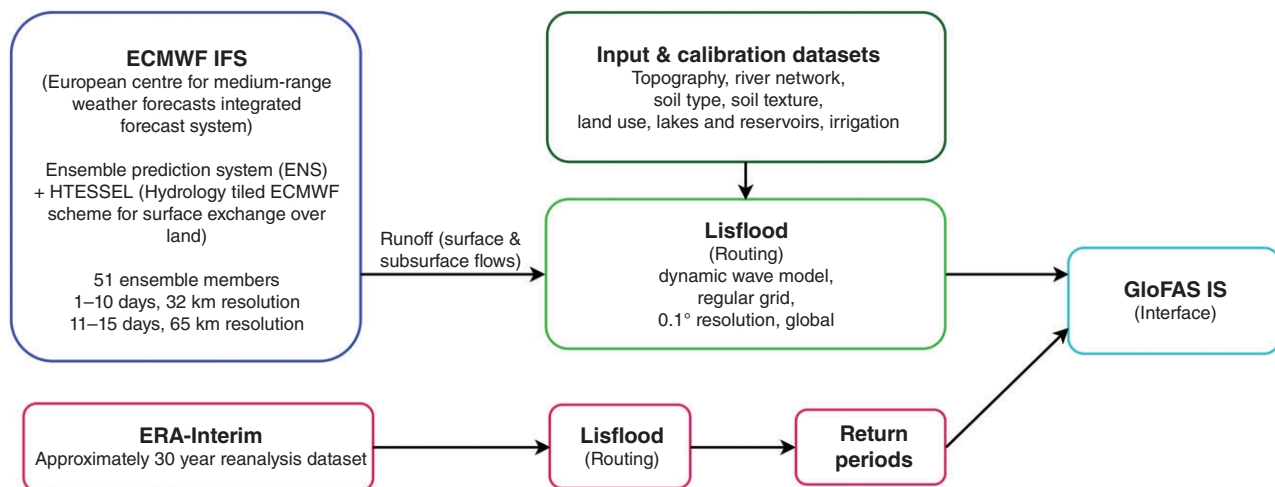 ECMWF IFS
(European centre for medium-range
weather forecasts integrated
forecast system)
Ensemble prediction system (ENS)
+ HTESSEL (Hydrology tiled ECMWF
scheme for surface exchange over
land)
51 ensemble members
1–10 days, 32 km resolution
11–15 days, 65 km resolution
Runoff (surface &
subsurface flows)
Input & calibration datasets
Topography, river network,
soil type, soil texture,
land use, lakes and reservoirs, irrigation
Lisflood
(Routing)
dynamic wave model,
regular grid,
0.1° resolution, global
GloFAS IS
(Interface)
ERA-Interim
Approximately 30 year reanalysis dataset
Lisflood
(Routing)
Return
periods